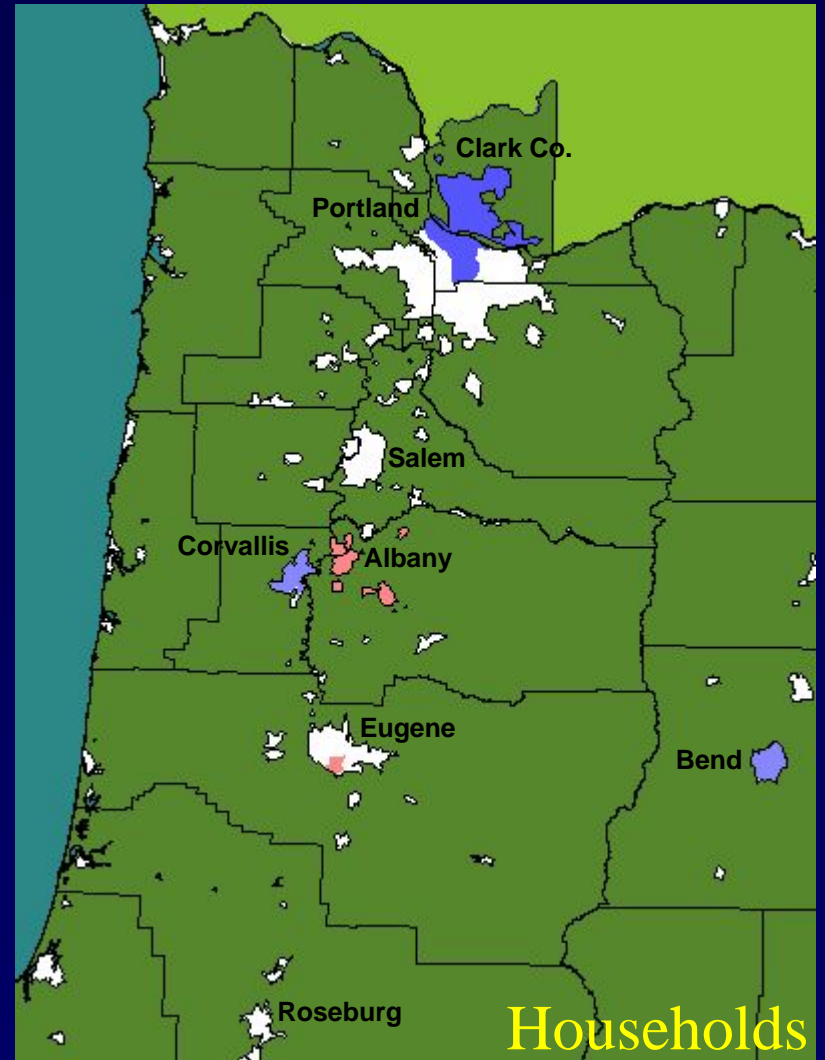 Clark Co.
Portland
Salem
Corvallis
Albany
Eugene
Bend
Roseburg
Households